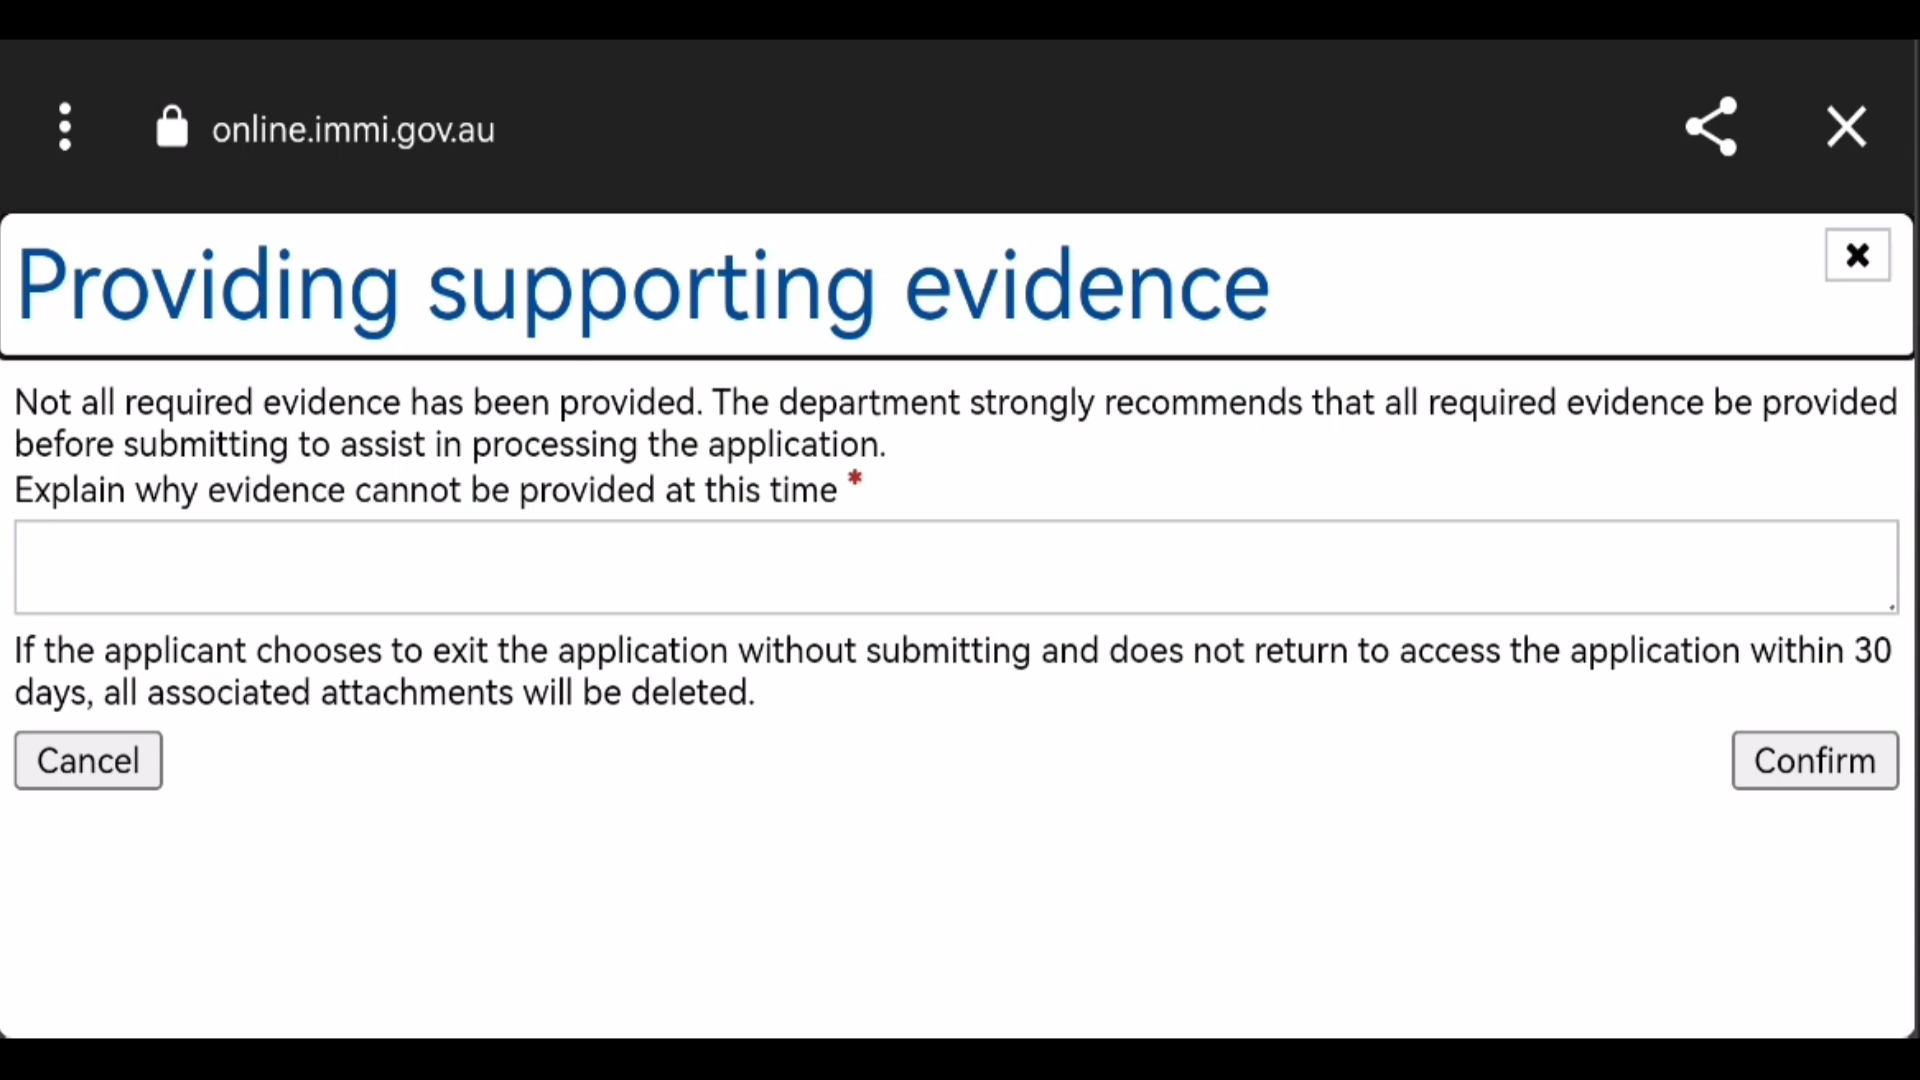 online.immi.gov.au
Providing supporting evidence
Not all required evidence has been provided. The department strongly recommends that all required evidence be provided
before submitting to assist in processing the application.
Explain why evidence cannot be provided at this time *
If the applicant chooses to exit the application without submitting and does not return to access the application within 30
days, all associated attachments will be deleted.
Cancel
Confirm